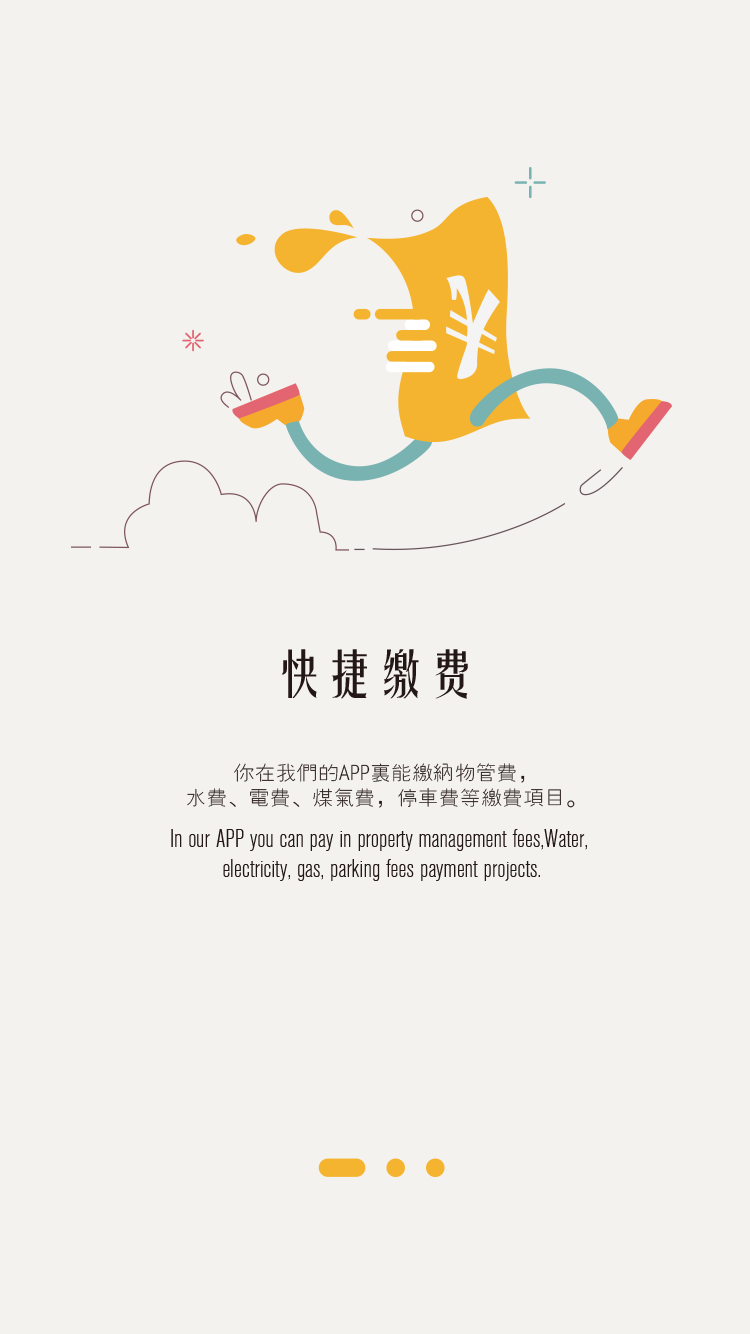 ¥
快捷缴费
你在我們的APP裏能繳納物管費，
水費、電費、煤氣費，停車費等繳費項目。
In our APP you can pay in property management fees,Water,
electricity, gas, parking fees payment projects.